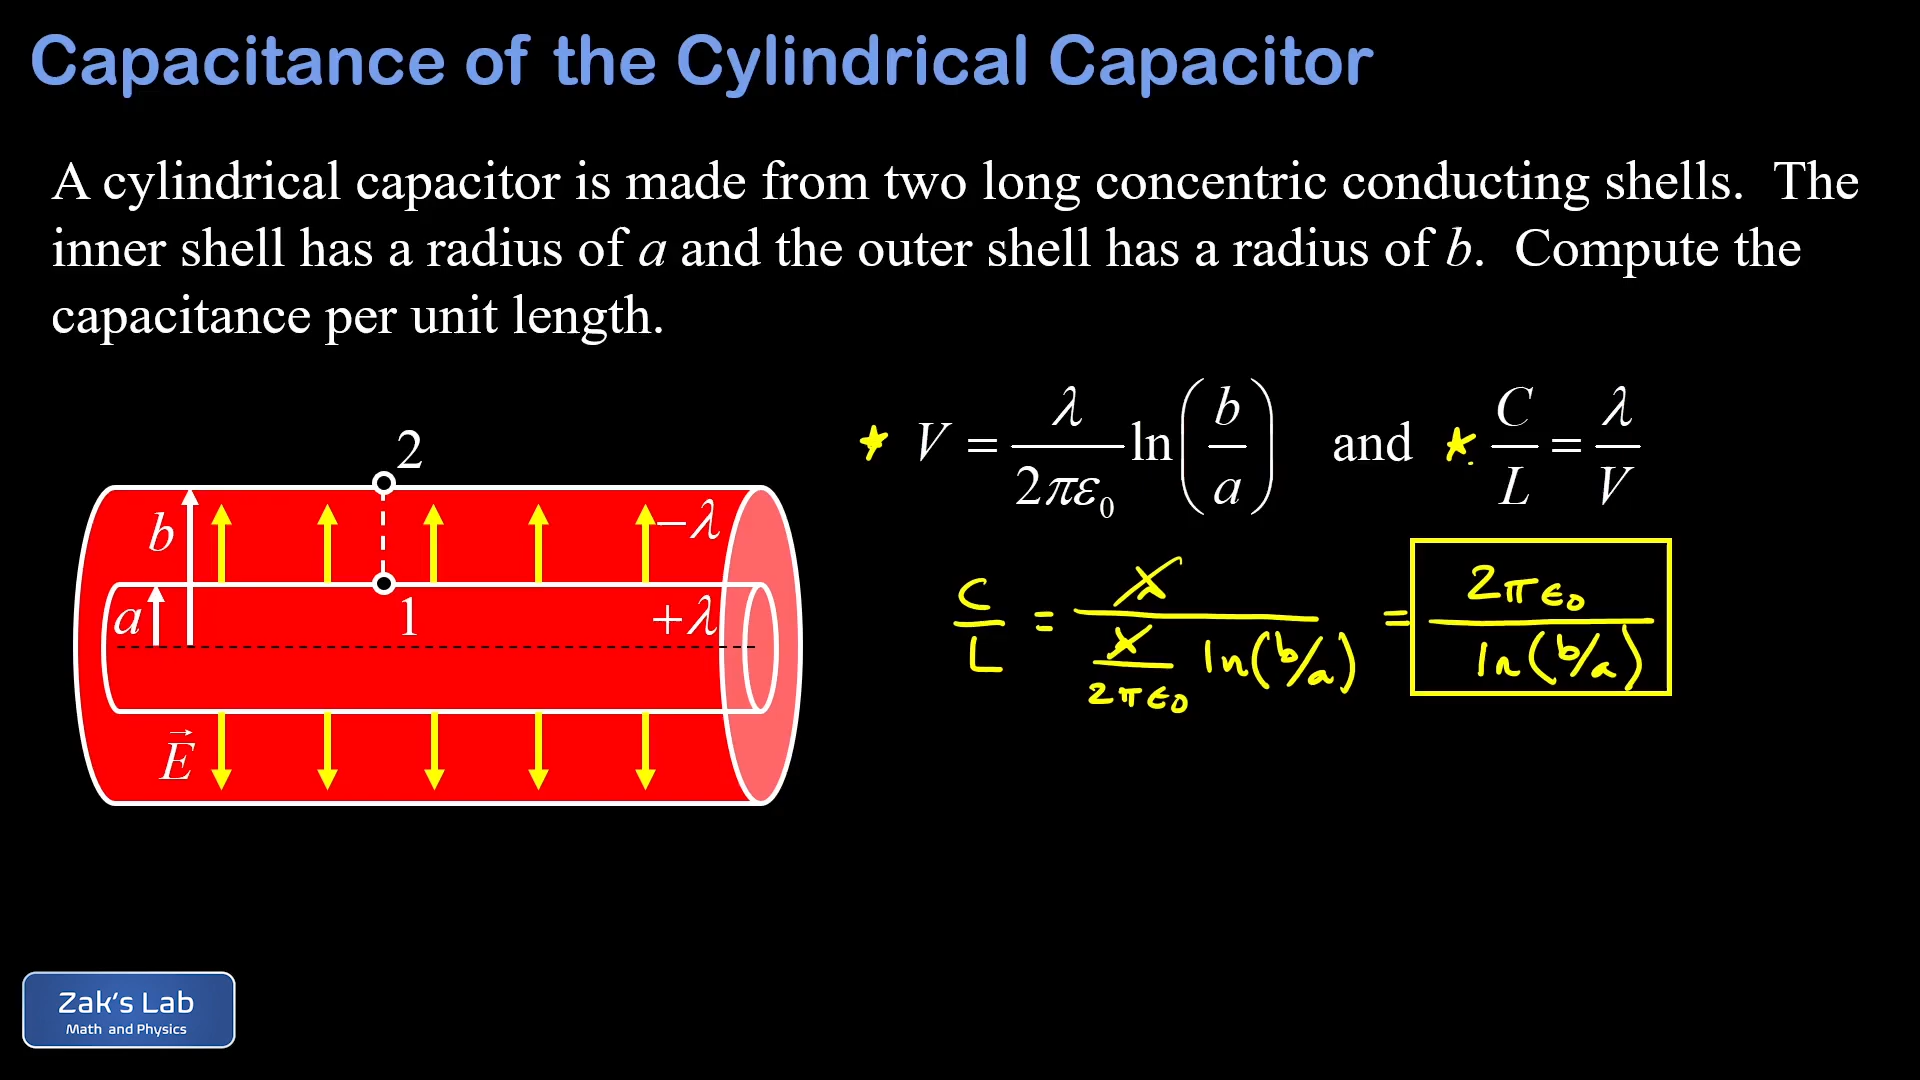 Capacitance of the Cylindrical Capacitor
A cylindrical capacitor is made from two long concentric conducting shells. The
inner shell has a radius of a and the outer shell has a radius of b. Compute the
capacitance per unit length.
★ V = λ/(2πε₀) ln(b/a) and ★ C/L = λ/V
2
b
−λ
a
1
+λ
E⃗
C/L = λ/((λ/2πε₀) ln(b/a)) = 2πε₀/ln(b/a)
Zak's Lab
Math and Physics